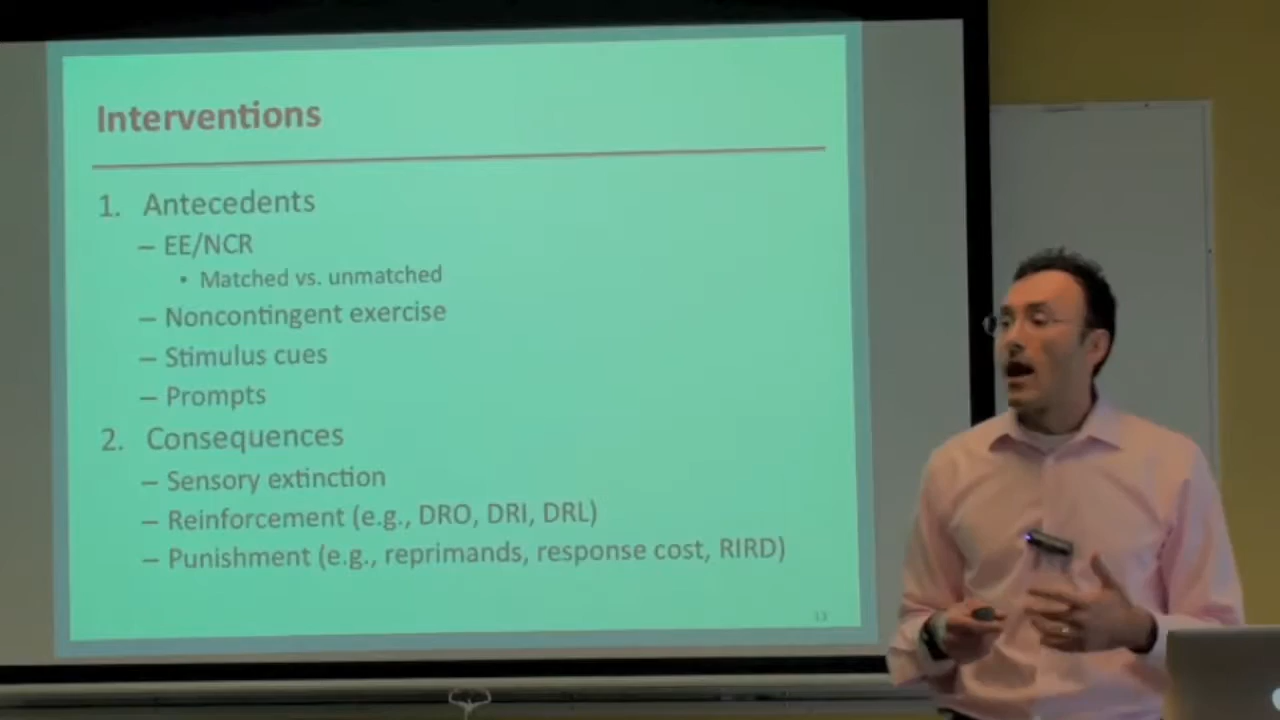 Interventions
1. Antecedents
– EE/NCR
• Matched vs. unmatched
– Noncontingent exercise
– Stimulus cues
– Prompts
2. Consequences
– Sensory extinction
– Reinforcement (e.g., DRO, DRI, DRL)
– Punishment (e.g., reprimands, response cost, RIRD)
13